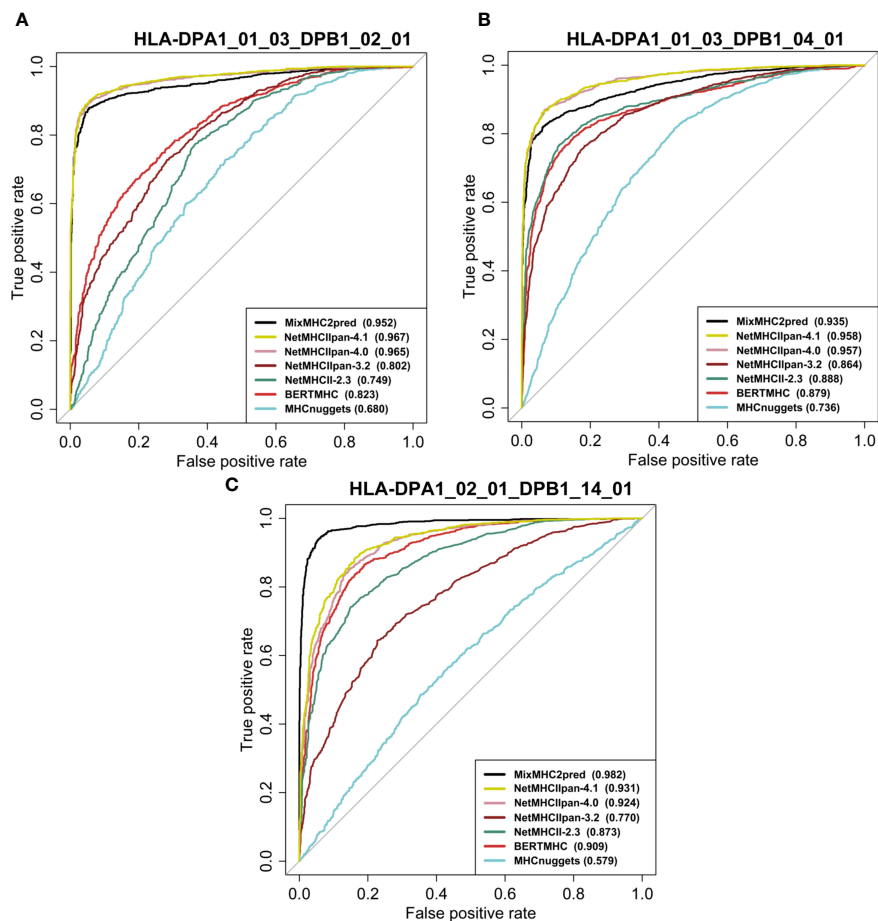 A
HLA-DPA1_01_03_DPB1_02_01
True positive rate
1.0
0.8
0.6
0.4
0.2
0.0
MixMHC2pred (0.952)
NetMHCIIpan-4.1 (0.967)
NetMHCIIpan-4.0 (0.965)
NetMHCIIpan-3.2 (0.802)
NetMHCII-2.3 (0.749)
BERTMHC (0.823)
MHCnuggets (0.680)
0.0 0.2 0.4 0.6 0.8 1.0
False positive rate
B
HLA-DPA1_01_03_DPB1_04_01
True positive rate
1.0
0.8
0.6
0.4
0.2
0.0
MixMHC2pred (0.935)
NetMHCIIpan-4.1 (0.958)
NetMHCIIpan-4.0 (0.957)
NetMHCIIpan-3.2 (0.864)
NetMHCII-2.3 (0.888)
BERTMHC (0.879)
MHCnuggets (0.736)
0.0 0.2 0.4 0.6 0.8 1.0
False positive rate
C
HLA-DPA1_02_01_DPB1_14_01
True positive rate
1.0
0.8
0.6
0.4
0.2
0.0
MixMHC2pred (0.982)
NetMHCIIpan-4.1 (0.931)
NetMHCIIpan-4.0 (0.924)
NetMHCIIpan-3.2 (0.770)
NetMHCII-2.3 (0.873)
BERTMHC (0.909)
MHCnuggets (0.579)
0.0 0.2 0.4 0.6 0.8 1.0
False positive rate